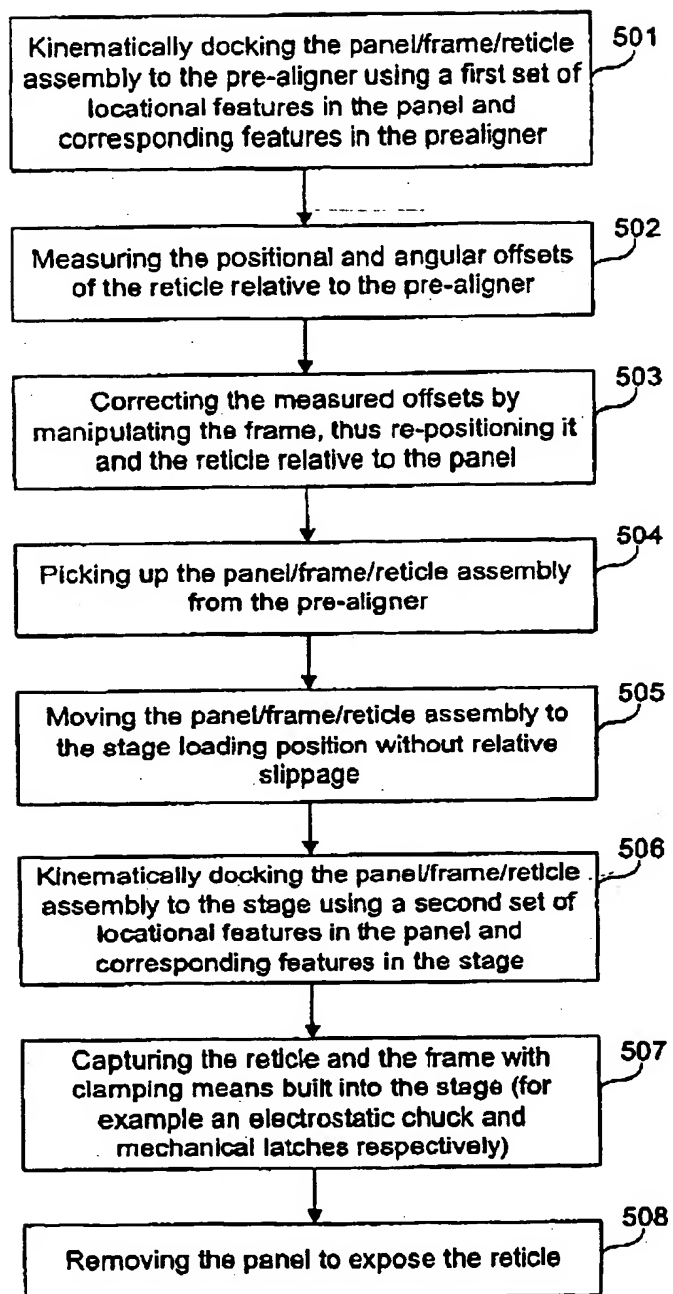 Kinematically docking the panel/frame/reticle
assembly to the pre-aligner using a first set of
locational features in the panel and
corresponding features in the prealigner
501
Measuring the positional and angular offsets
of the reticle relative to the pre-aligner
502
Correcting the measured offsets by
manipulating the frame, thus re-positioning it
and the reticle relative to the panel
503
Picking up the panel/frame/reticle assembly
from the pre-aligner
504
Moving the panel/frame/reticle assembly to
the stage loading position without relative
slippage
505
Kinematically docking the panel/frame/reticle
assembly to the stage using a second set of
locational features in the panel and
corresponding features in the stage
506
Capturing the reticle and the frame with
clamping means built into the stage (for
example an electrostatic chuck and
mechanical latches respectively)
507
Removing the panel to expose the reticle
508